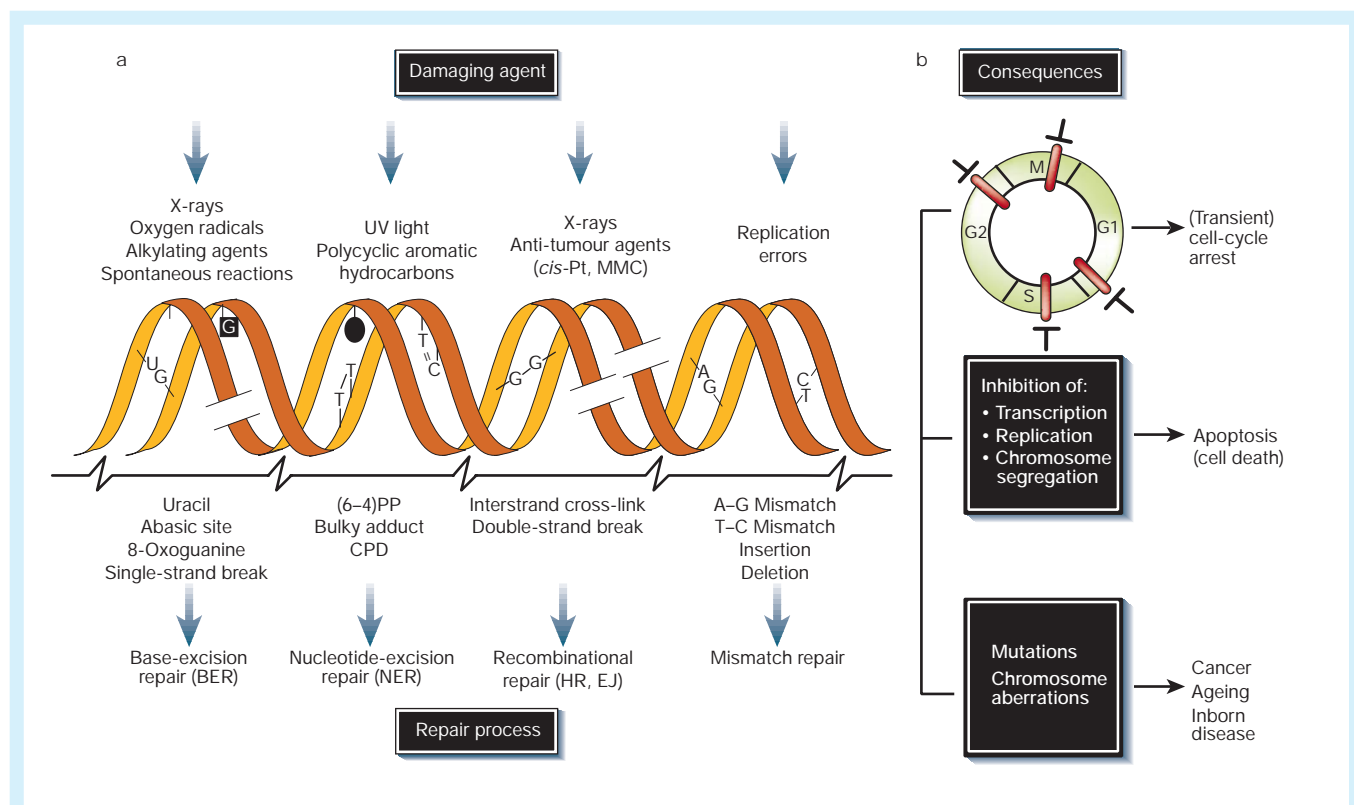 a
Damaging agent
X-rays
Oxygen radicals
Alkylating agents
Spontaneous reactions
UV light
Polycyclic aromatic
hydrocarbons
X-rays
Anti-tumour agents
(cis-Pt, MMC)
Replication
errors
U
G
G
T
T
T
C
G
G
A
G
C
T
Uracil
Abasic site
8-Oxoguanine
Single-strand break
(6–4)PP
Bulky adduct
CPD
Interstrand cross-link
Double-strand break
A–G Mismatch
T–C Mismatch
Insertion
Deletion
Base-excision
repair (BER)
Nucleotide-excision
repair (NER)
Recombinational
repair (HR, EJ)
Mismatch repair
Repair process
b
Consequences
M
G1
S
G2
(Transient)
cell-cycle
arrest
Inhibition of:
• Transcription
• Replication
• Chromosome
segregation
Apoptosis
(cell death)
Mutations
Chromosome
aberrations
Cancer
Ageing
Inborn
disease